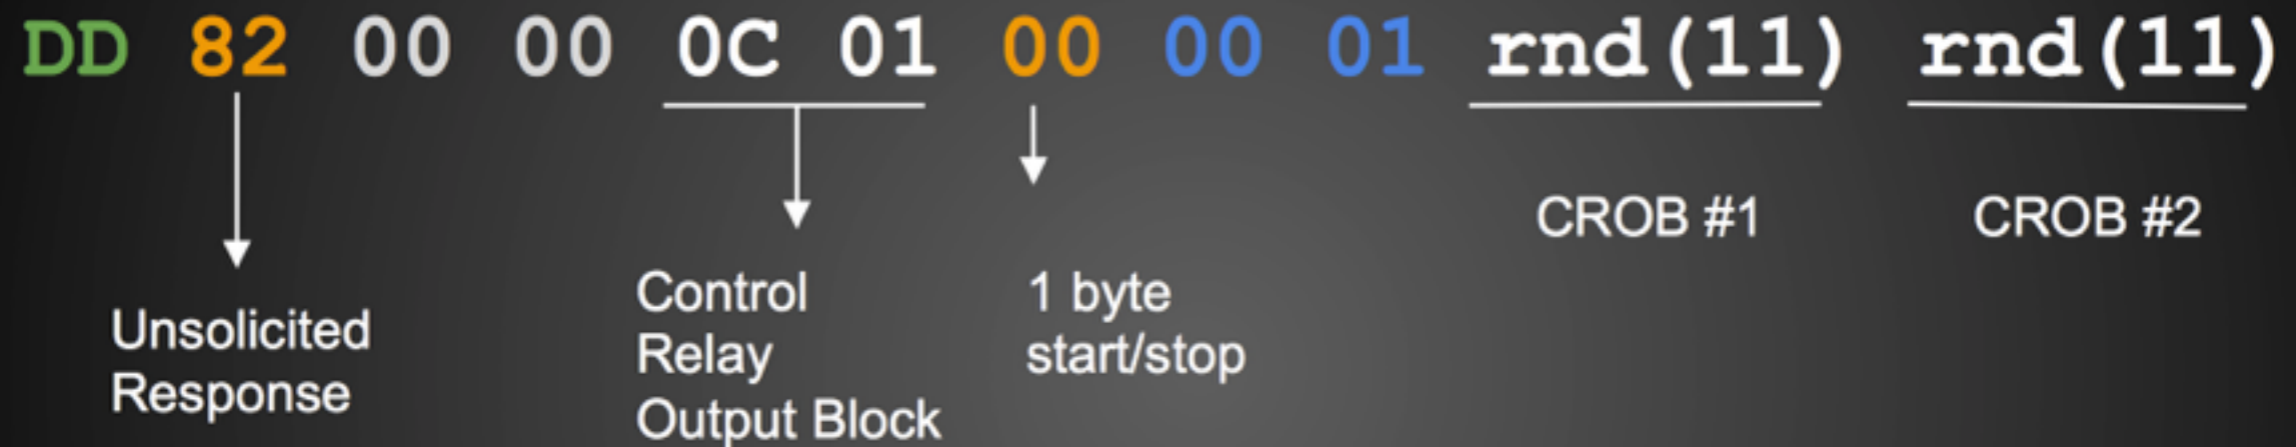 DD 82 00 00 0C 01 00 00 01 rnd(11) rnd(11)
CROB #1
CROB #2
Unsolicited
Response
Control
Relay
Output Block
1 byte
start/stop